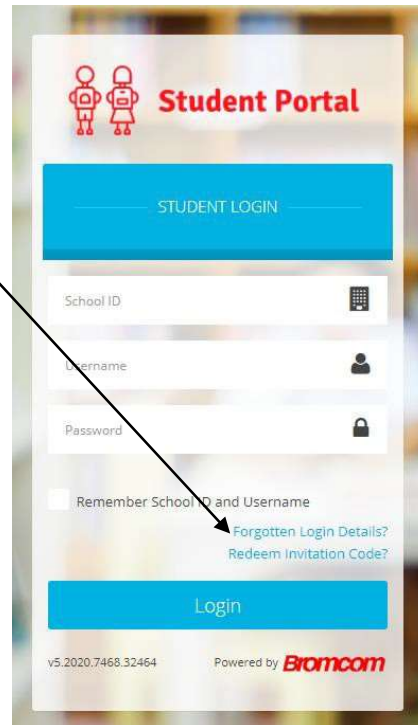 Student Portal
STUDENT LOGIN
School ID
Username
Password
Remember School ID and Username
Forgotten Login Details?
Redeem Invitation Code?
Login
v5.2020.7468.32464 Powered by Bromcom